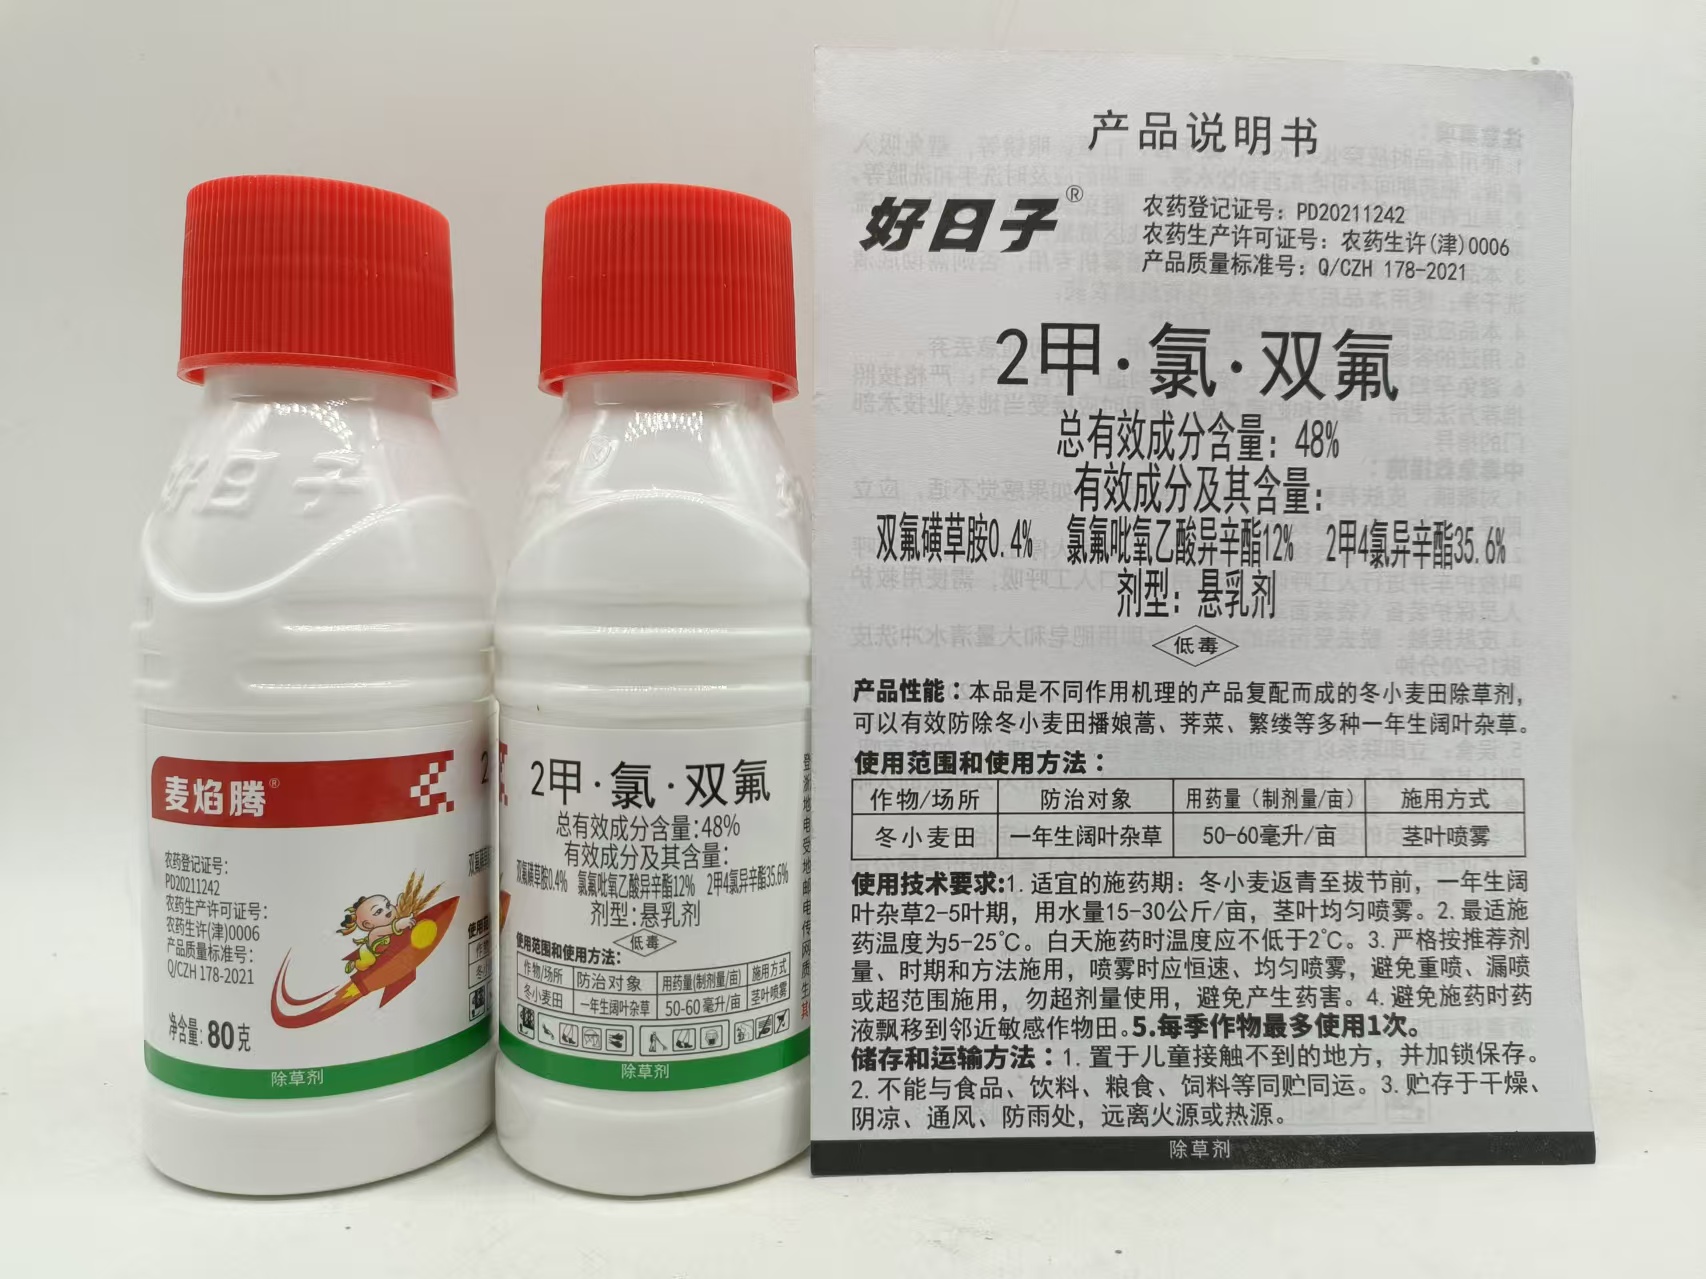 好日子
麦焰腾®
农药登记证号:
PD20211242
农药生产许可证号:
农药生许(津)0006
产品质量标准号:
Q/CZH 178-2021
净含量: 80克
除草剂
2甲·氯·双氟
总有效成分含量:48%
有效成分及其含量:
双氟磺草胺0.4% 氯氟吡氧乙酸异辛酯12% 2甲4氯异辛酯35.6%
剂型:悬乳剂
低毒
使用范围和使用方法:
作物/场所 防治对象 用药量(制剂量/亩) 施用方式
冬小麦田 一年生阔叶杂草 50-60毫升/亩 茎叶喷雾
除草剂
产品说明书
好日子®
农药登记证号: PD20211242
农药生产许可证号: 农药生许(津)0006
产品质量标准号: Q/CZH 178-2021
2甲·氯·双氟
总有效成分含量: 48%
有效成分及其含量:
双氟磺草胺0.4% 氯氟吡氧乙酸异辛酯12% 2甲4氯异辛酯35.6%
剂型: 悬乳剂
低毒
产品性能:本品是不同作用机理的产品复配而成的冬小麦田除草剂,
可以有效防除冬小麦田播娘蒿、荠菜、繁缕等多种一年生阔叶杂草。
使用范围和使用方法:
作物/场所 防治对象 用药量(制剂量/亩) 施用方式
冬小麦田 一年生阔叶杂草 50-60毫升/亩 茎叶喷雾
使用技术要求:1. 适宜的施药期: 冬小麦返青至拔节前, 一年生阔
叶杂草2-5叶期, 用水量15-30公斤/亩, 茎叶均匀喷雾。2. 最适施
药温度为5-25℃。白天施药时温度应不低于2℃。3. 严格按推荐剂
量、时期和方法施用, 喷雾时应恒速、均匀喷雾, 避免重喷、漏喷
或超范围施用, 勿超剂量使用, 避免产生药害。4. 避免施药时药
液飘移到邻近敏感作物田。5.每季作物最多使用1次。
储存和运输方法:1. 置于儿童接触不到的地方, 并加锁保存。
2. 不能与食品、饮料、粮食、饲料等同贮同运。3. 贮存于干燥、
阴凉、通风、防雨处, 远离火源或热源。
除草剂